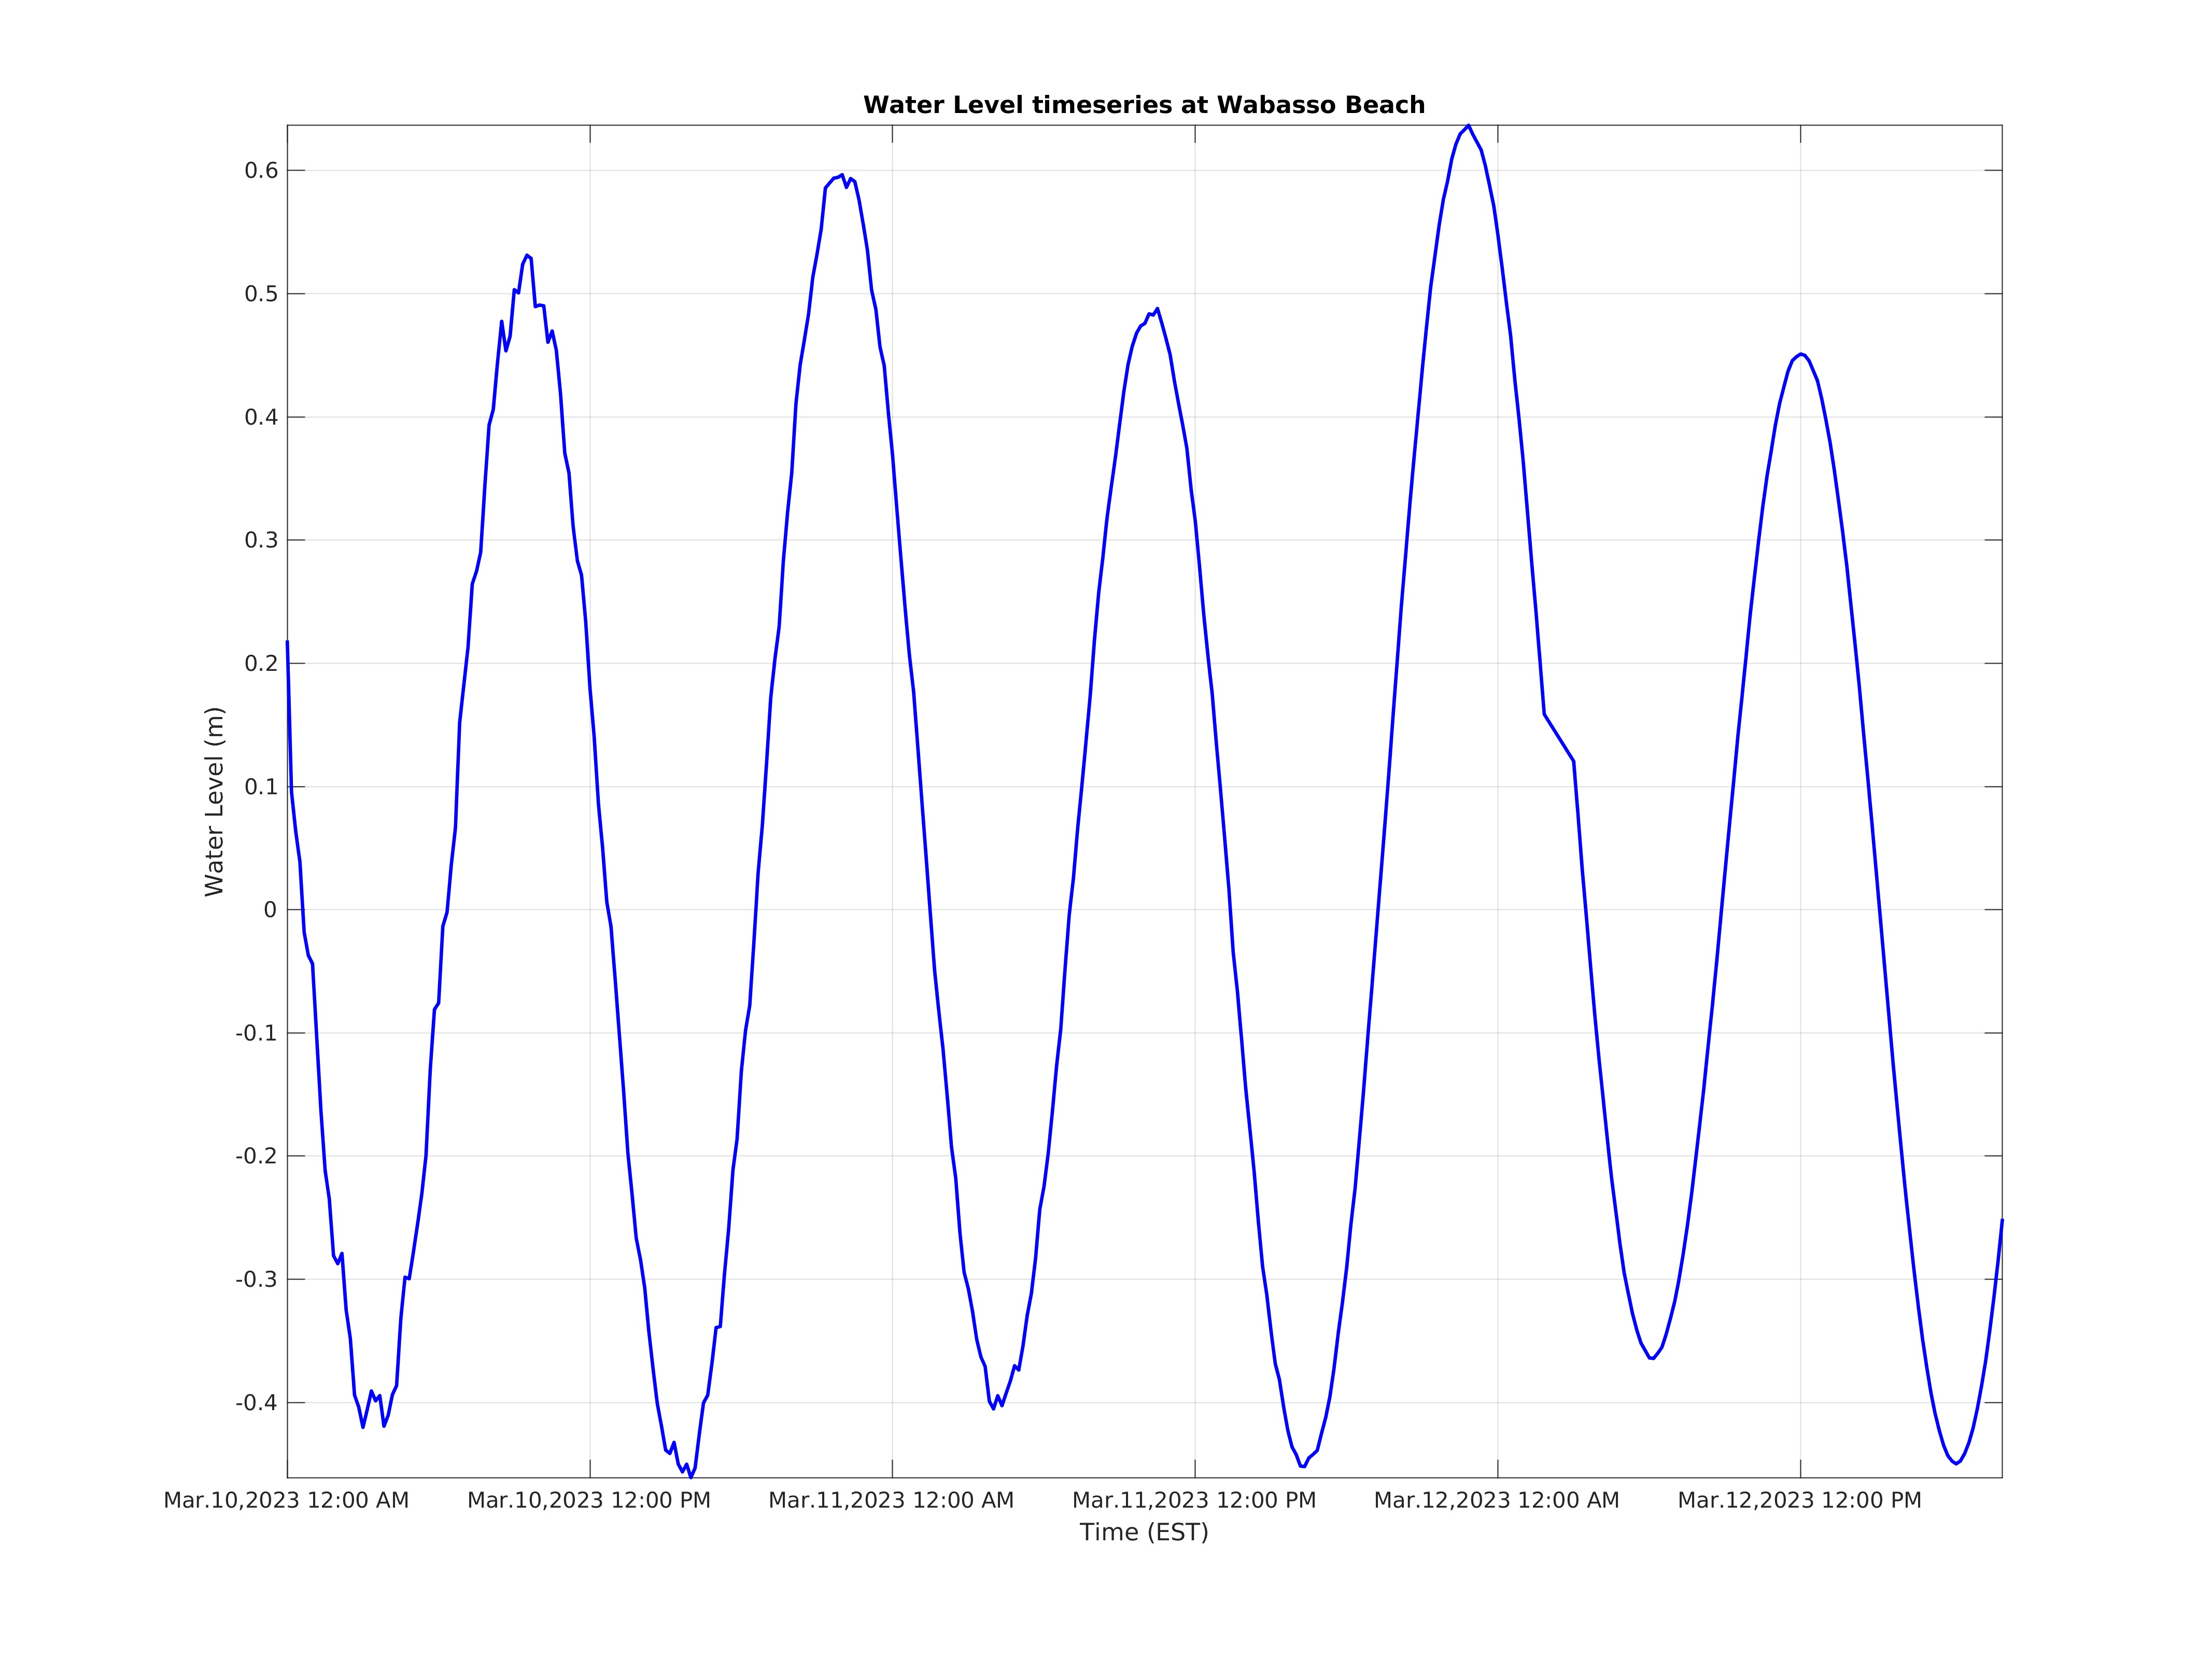 Water Level timeseries at Wabasso Beach
0.6
0.5
0.4
0.3
0.2
0.1
0
-0.1
-0.2
-0.3
-0.4
Water Level (m)
Mar.10,2023 12:00 AM Mar.10,2023 12:00 PM Mar.11,2023 12:00 AM Mar.11,2023 12:00 PM Mar.12,2023 12:00 AM Mar.12,2023 12:00 PM
Time (EST)